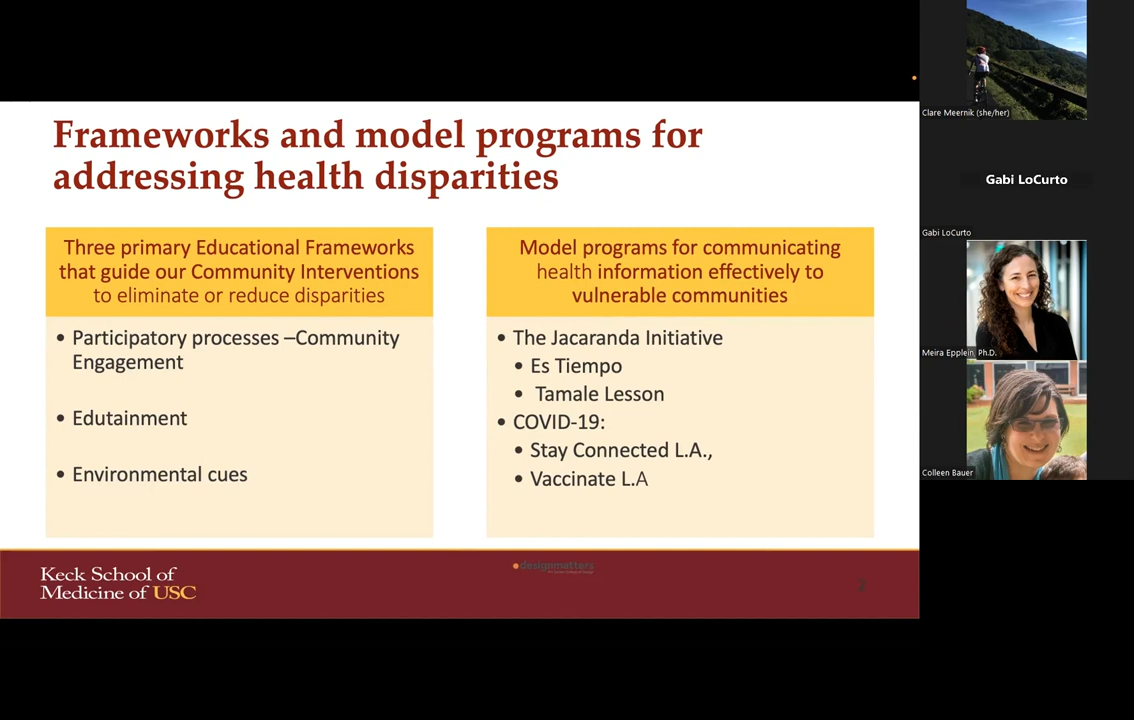 Frameworks and model programs for
addressing health disparities
Three primary Educational Frameworks
that guide our Community Interventions
to eliminate or reduce disparities
• Participatory processes –Community
Engagement
• Edutainment
• Environmental cues
Model programs for communicating
health information effectively to
vulnerable communities
• The Jacaranda Initiative
• Es Tiempo
• Tamale Lesson
• COVID-19:
• Stay Connected L.A.,
• Vaccinate L.A
Keck School of
Medicine of USC
designmatters
2
Clare Meernik (she/her)
Gabi LoCurto
Gabi LoCurto
Meira Epplein Ph.D.
Colleen Bauer